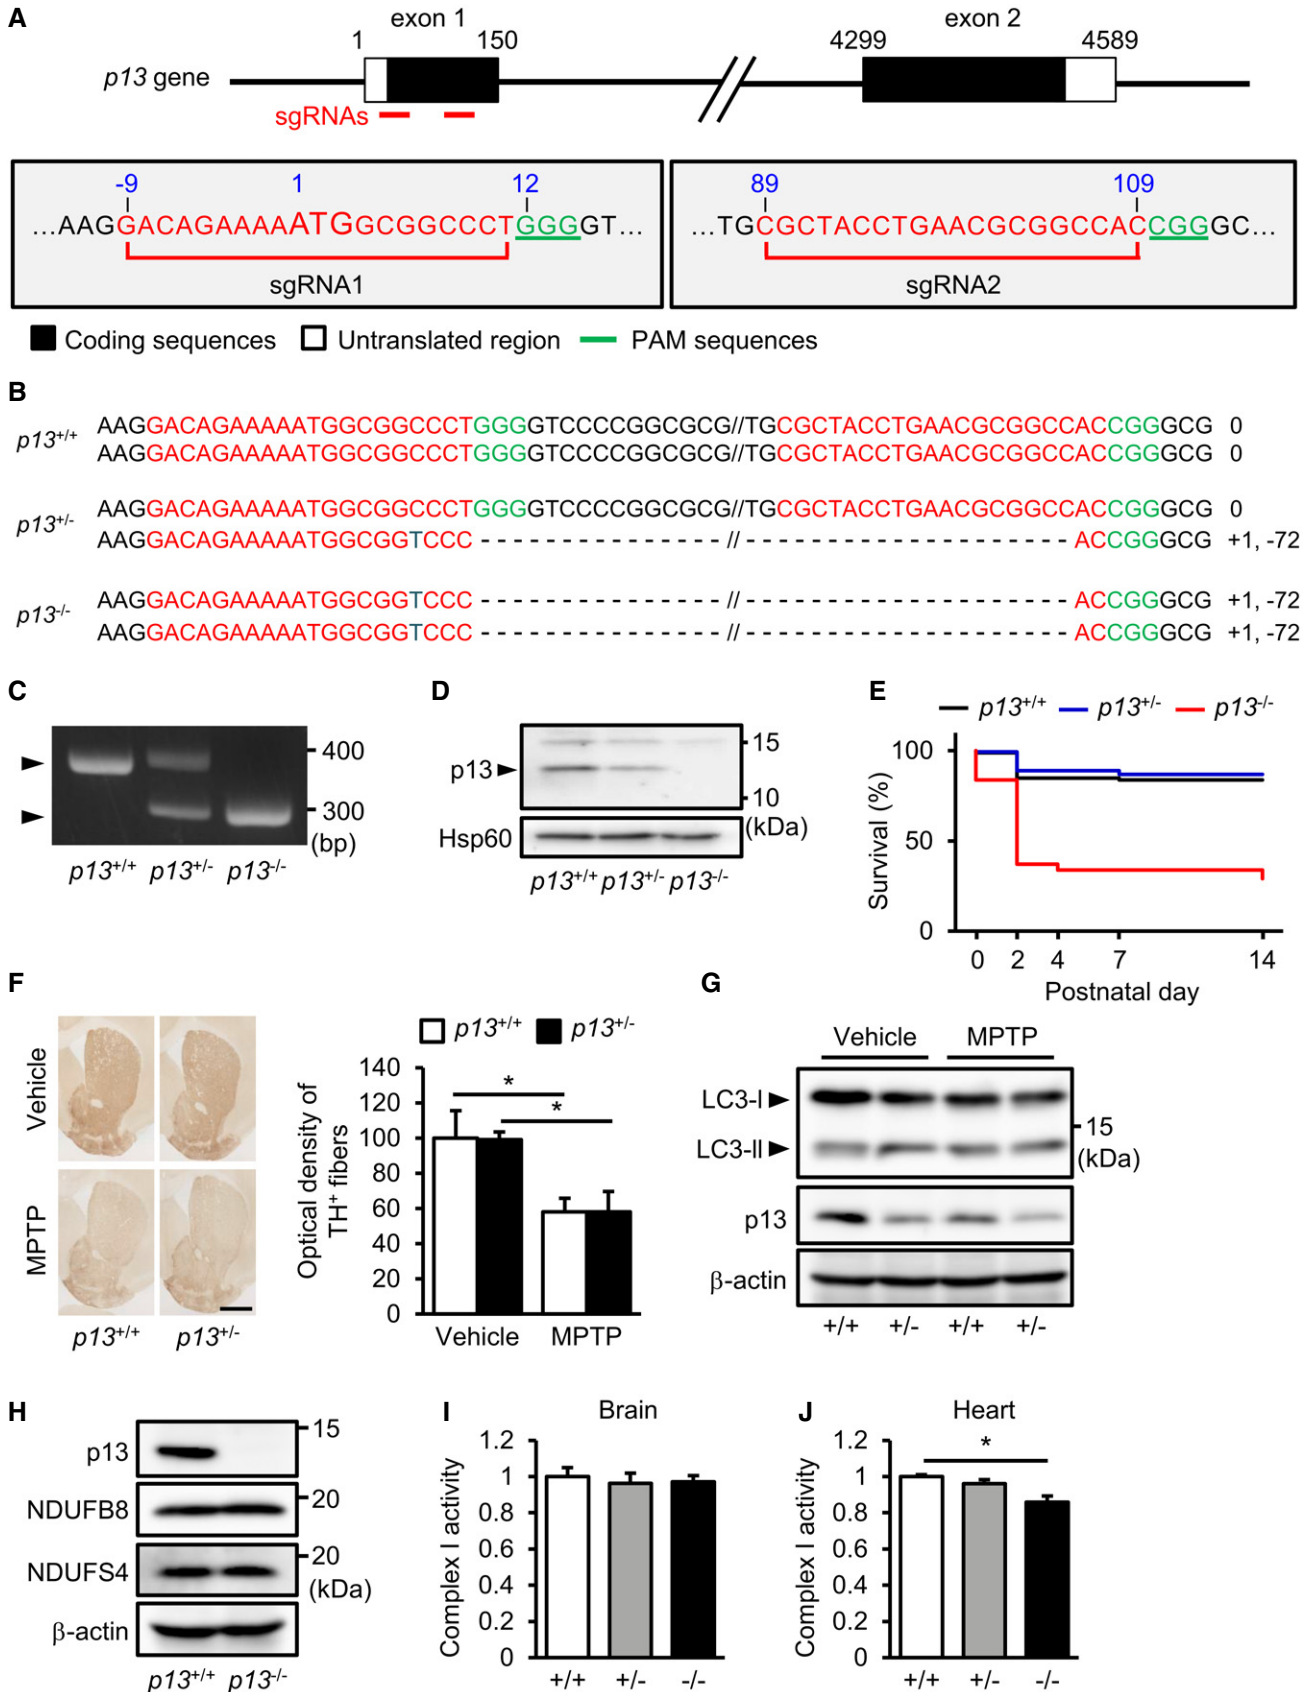 A
exon 1
exon 2
1
150
4299
4589
p13 gene
sgRNAs
-9
1
12
...AAGGACAGAAAAATGGCGGCCCTGGGGT...
sgRNA1
89
109
...TGCGCTACCTGAACGCGGCCACCGGGC...
sgRNA2
Coding sequences
Untranslated region
PAM sequences
B
p13+/+
AAGGACAGAAAAATGGCGGCCCTGGGGTCCCCGGCGCG//TGCGCTACCTGAACGCGGCCACCGGGCG 0
AAGGACAGAAAAATGGCGGCCCTGGGGTCCCCGGCGCG//TGCGCTACCTGAACGCGGCCACCGGGCG 0
p13+/-
AAGGACAGAAAAATGGCGGCCCTGGGGTCCCCGGCGCG//TGCGCTACCTGAACGCGGCCACCGGGCG 0
AAGGACAGAAAAATGGCGGTCCC - - - - - - - - - - - - - - - // - - - - - - - - - - - - - - - - - - - - ACCGGGCG +1, -72
p13-/-
AAGGACAGAAAAATGGCGGTCCC - - - - - - - - - - - - - - - // - - - - - - - - - - - - - - - - - - - - ACCGGGCG +1, -72
AAGGACAGAAAAATGGCGGTCCC - - - - - - - - - - - - - - - // - - - - - - - - - - - - - - - - - - - - ACCGGGCG +1, -72
C
400
300
(bp)
p13+/+ p13+/- p13-/-
D
p13
15
10
(kDa)
Hsp60
p13+/+ p13+/- p13-/-
E
p13+/+ p13+/- p13-/-
Survival (%)
100
50
0
0 2 4 7 14
Postnatal day
F
Vehicle
MPTP
p13+/+ p13+/-
p13+/+ p13+/-
Optical density of
TH+ fibers
140
120
100
80
60
40
20
0
*
*
Vehicle MPTP
G
Vehicle MPTP
LC3-I
LC3-II
15
(kDa)
p13
β-actin
+/+ +/- +/+ +/-
H
p13
15
NDUFB8
20
NDUFS4
20
(kDa)
β-actin
p13+/+ p13-/-
I
Brain
Complex I activity
1.2
1
0.8
0.6
0.4
0.2
0
+/+ +/- -/-
J
Heart
Complex I activity
1.2
1
0.8
0.6
0.4
0.2
0
*
+/+ +/- -/-